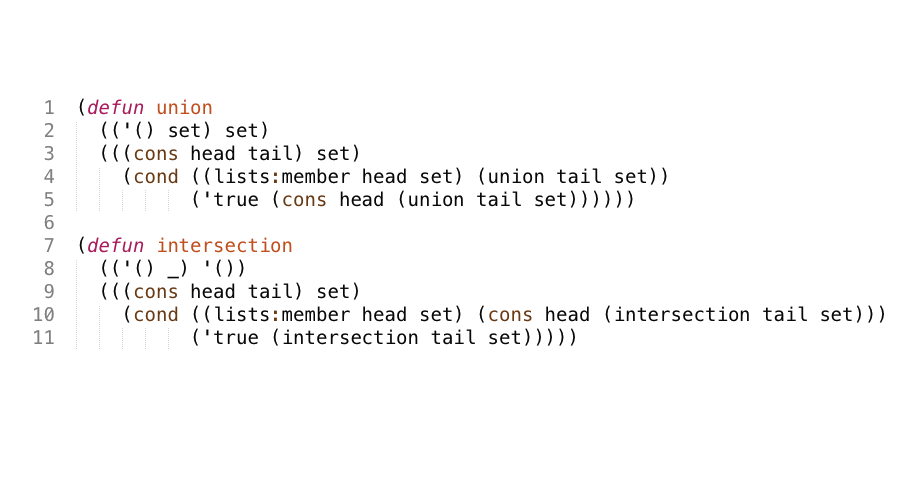 1 (defun union
2 (('() set) set)
3 (((cons head tail) set)
4 (cond ((lists:member head set) (union tail set))
5 ('true (cons head (union tail set))))))
6
7 (defun intersection
8 (('() _) '())
9 (((cons head tail) set)
10 (cond ((lists:member head set) (cons head (intersection tail set)))
11 ('true (intersection tail set)))))